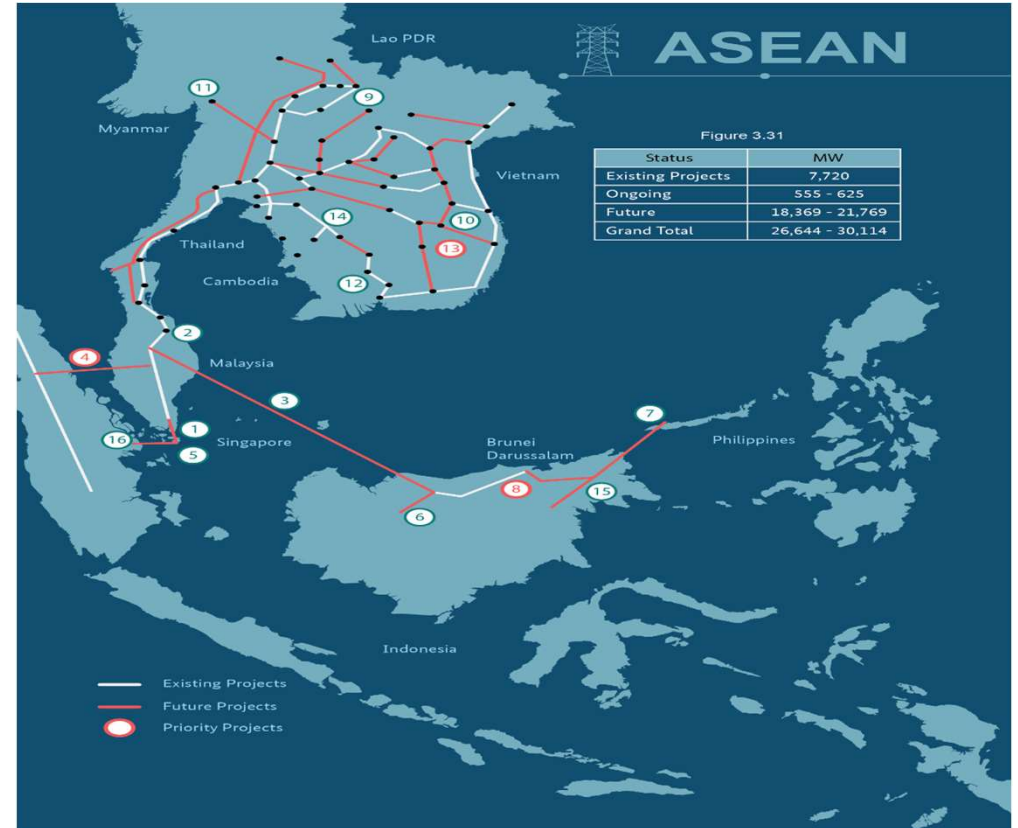 ASEAN
Lao PDR
11
9
Myanmar
Figure 3.31
Status MW
Existing Projects 7,720
Ongoing 555 - 625
Future 18,369 - 21,769
Grand Total 26,644 - 30,114
Vietnam
14
10
Thailand
13
Cambodia
12
2
4
Malaysia
3
7
1
16
Singapore
5
Philippines
Brunei
Darussalam
8
15
6
Indonesia
Existing Projects
Future Projects
Priority Projects